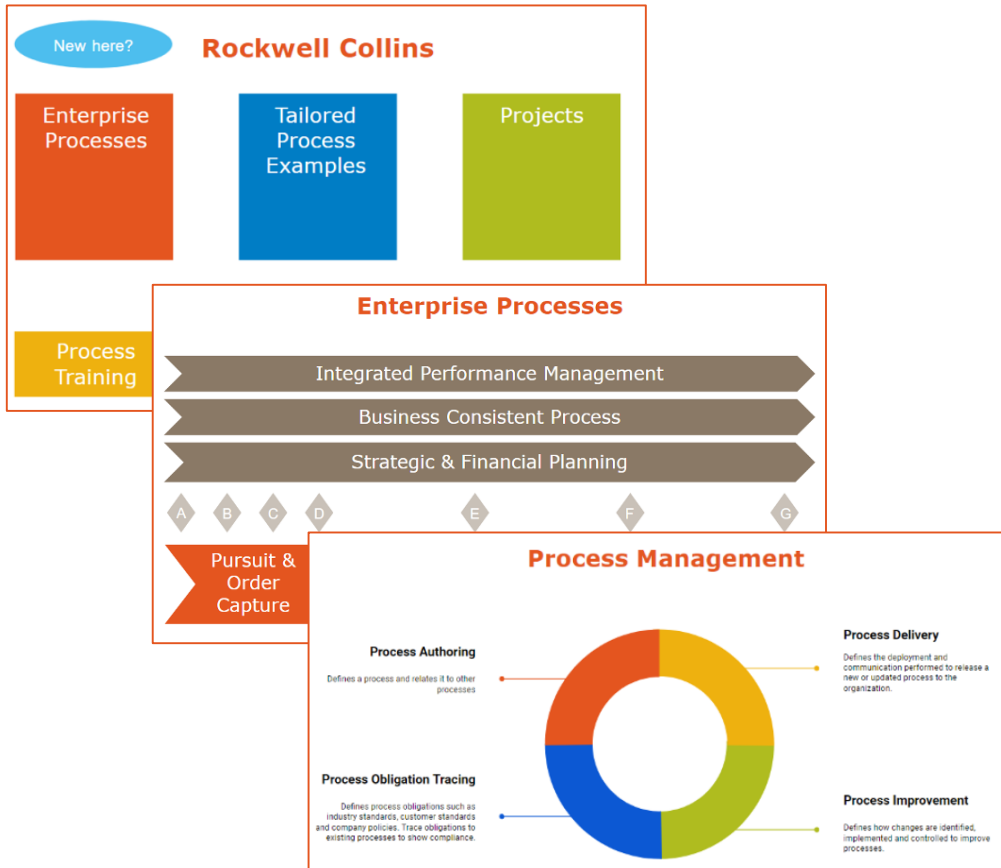 New here?
Rockwell Collins
Enterprise
Processes
Tailored
Process
Examples
Projects
Process
Training
Enterprise Processes
Integrated Performance Management
Business Consistent Process
Strategic & Financial Planning
A
B
C
D
E
F
G
Pursuit &
Order
Capture
Process Management
Process Authoring
Defines a process and relates it to other
processes
Process Delivery
Defines the deployment and
communication performed to release a
new or updated process to the
organization.
Process Obligation Tracing
Defines process obligations such as
industry standards, customer standards
and company policies. Trace obligations to
existing processes to show compliance.
Process Improvement
Defines how changes are identified,
implemented and controlled to improve
processes.